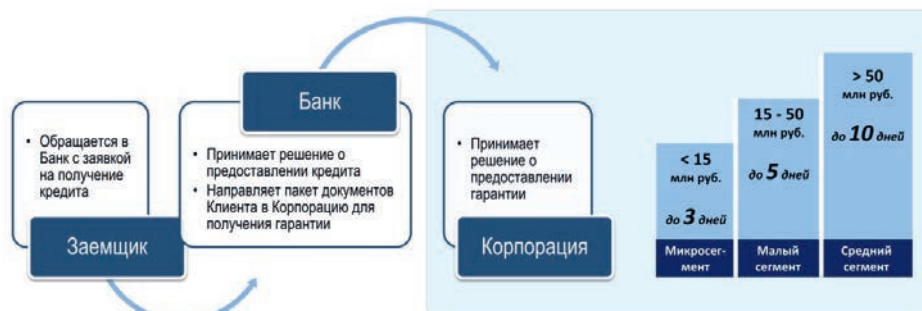 • Обращается в
Банк с заявкой
на получение
кредита
Заемщик
Банк
• Принимает решение о
предоставлении кредита
• Направляет пакет документов
Клиента в Корпорацию для
получения гарантии
• Принимает
решение о
предоставлении
гарантии
Корпорация
< 15
млн руб.
до 3 дней
Микросег-
мент
15 - 50
млн руб.
до 5 дней
Малый
сегмент
> 50
млн руб.
до 10 дней
Средний
сегмент